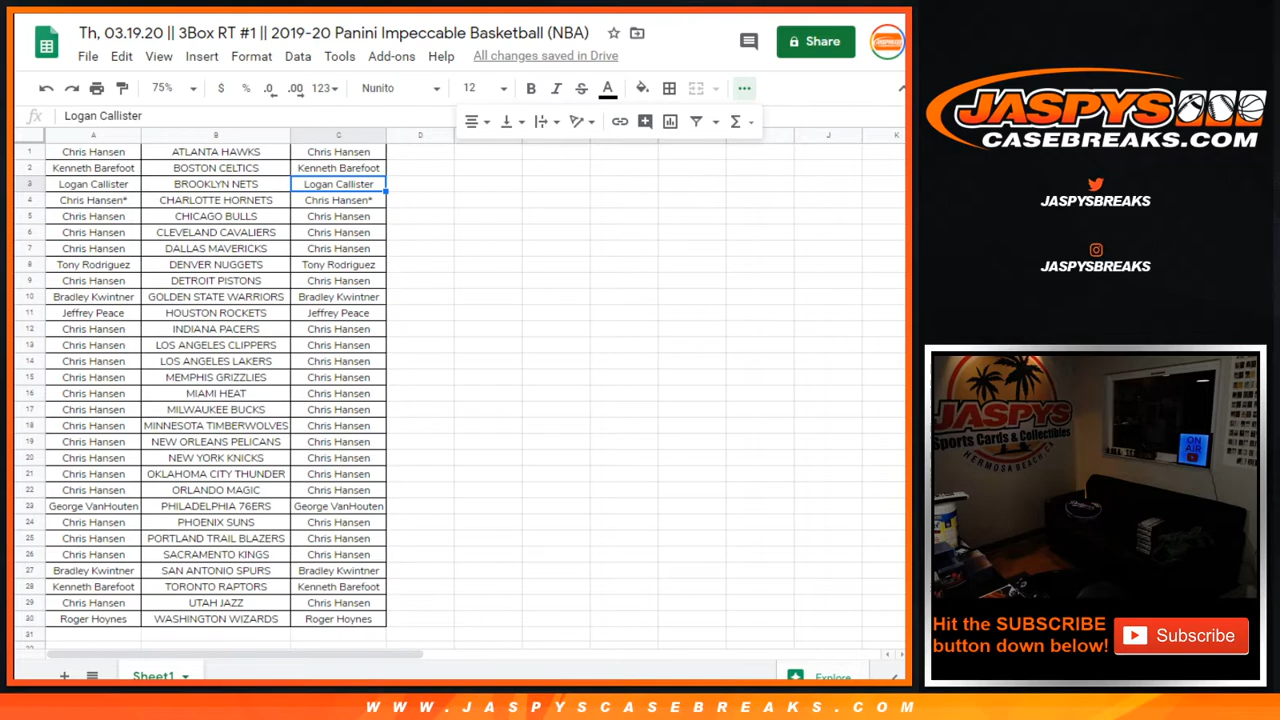 Th, 03.19.20 || 3Box RT #1 || 2019-20 Panini Impeccable Basketball (NBA)
File Edit View Insert Format Data Tools Add-ons Help All changes saved in Drive
Share
75% $ % .0 .00 123 Nunito 12 B I S A
fx Logan Callister
A B C D E F G H I J K
1 Chris Hansen ATLANTA HAWKS Chris Hansen
2 Kenneth Barefoot BOSTON CELTICS Kenneth Barefoot
3 Logan Callister BROOKLYN NETS Logan Callister
4 Chris Hansen* CHARLOTTE HORNETS Chris Hansen*
5 Chris Hansen CHICAGO BULLS Chris Hansen
6 Chris Hansen CLEVELAND CAVALIERS Chris Hansen
7 Chris Hansen DALLAS MAVERICKS Chris Hansen
8 Tony Rodriguez DENVER NUGGETS Tony Rodriguez
9 Chris Hansen DETROIT PISTONS Chris Hansen
10 Bradley Kwintner GOLDEN STATE WARRIORS Bradley Kwintner
11 Jeffrey Peace HOUSTON ROCKETS Jeffrey Peace
12 Chris Hansen INDIANA PACERS Chris Hansen
13 Chris Hansen LOS ANGELES CLIPPERS Chris Hansen
14 Chris Hansen LOS ANGELES LAKERS Chris Hansen
15 Chris Hansen MEMPHIS GRIZZLIES Chris Hansen
16 Chris Hansen MIAMI HEAT Chris Hansen
17 Chris Hansen MILWAUKEE BUCKS Chris Hansen
18 Chris Hansen MINNESOTA TIMBERWOLVES Chris Hansen
19 Chris Hansen NEW ORLEANS PELICANS Chris Hansen
20 Chris Hansen NEW YORK KNICKS Chris Hansen
21 Chris Hansen OKLAHOMA CITY THUNDER Chris Hansen
22 Chris Hansen ORLANDO MAGIC Chris Hansen
23 George VanHouten PHILADELPHIA 76ERS George VanHouten
24 Chris Hansen PHOENIX SUNS Chris Hansen
25 Chris Hansen PORTLAND TRAIL BLAZERS Chris Hansen
26 Chris Hansen SACRAMENTO KINGS Chris Hansen
27 Bradley Kwintner SAN ANTONIO SPURS Bradley Kwintner
28 Kenneth Barefoot TORONTO RAPTORS Kenneth Barefoot
29 Chris Hansen UTAH JAZZ Chris Hansen
30 Roger Hoynes WASHINGTON WIZARDS Roger Hoynes
31
Sheet1
Explore
JASPYS
CASEBREAKS.COM
JASPYSBREAKS
JASPYSBREAKS
JASPYS
Sports Cards & Collectibles
HERMOSA BEACH, CA
ON AIR
Hit the SUBSCRIBE
button down below!
Subscribe
WWW.JASPYSCASEBREAKS.COM